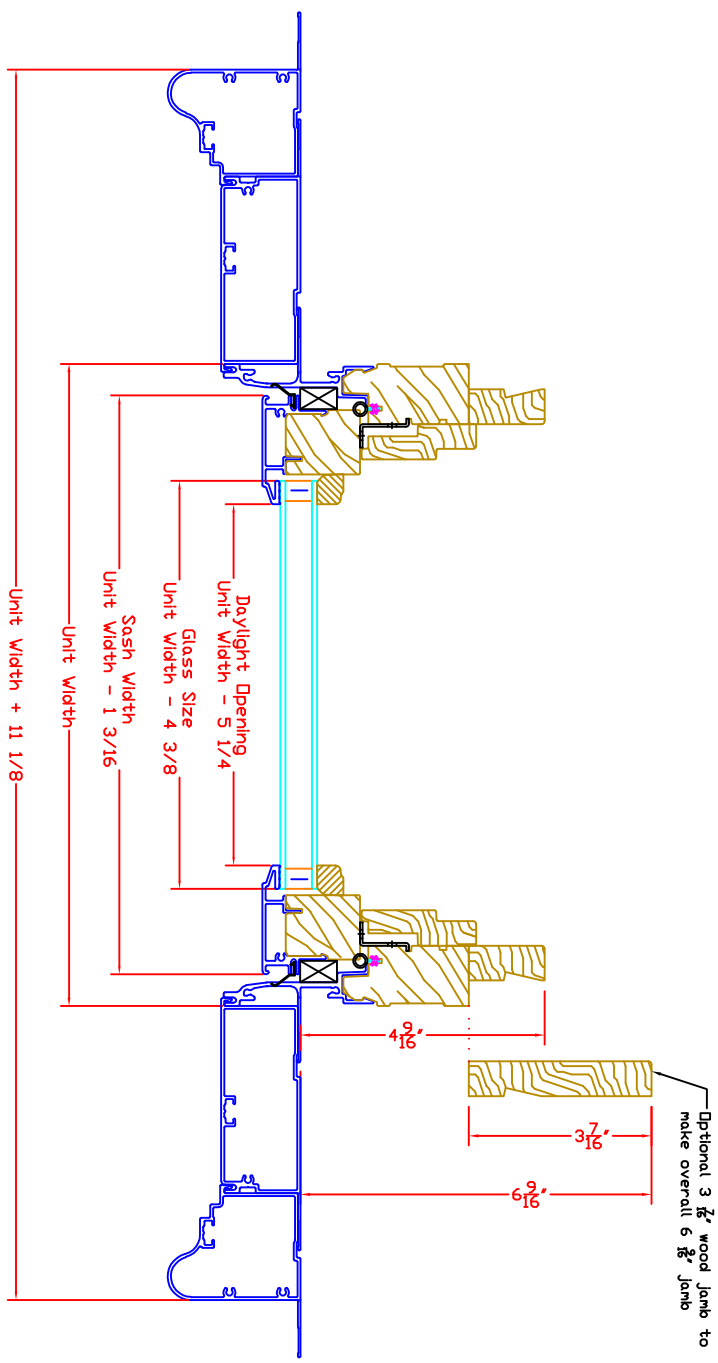 Optional 3 7/16" wood jamb to
make overall 6 9/16" jamb
4 9/16"
3 7/16"
6 9/16"
Daylight Opening
Unit Width - 5 1/4
Glass Size
Unit Width - 4 3/8
Sash Width
Unit Width - 1 3/16
Unit Width
Unit Width + 11 1/8